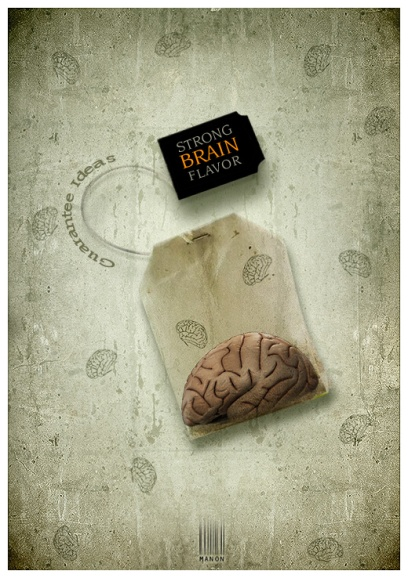 STRONG
BRAIN
FLAVOR
Guarantee Ideas
MANON